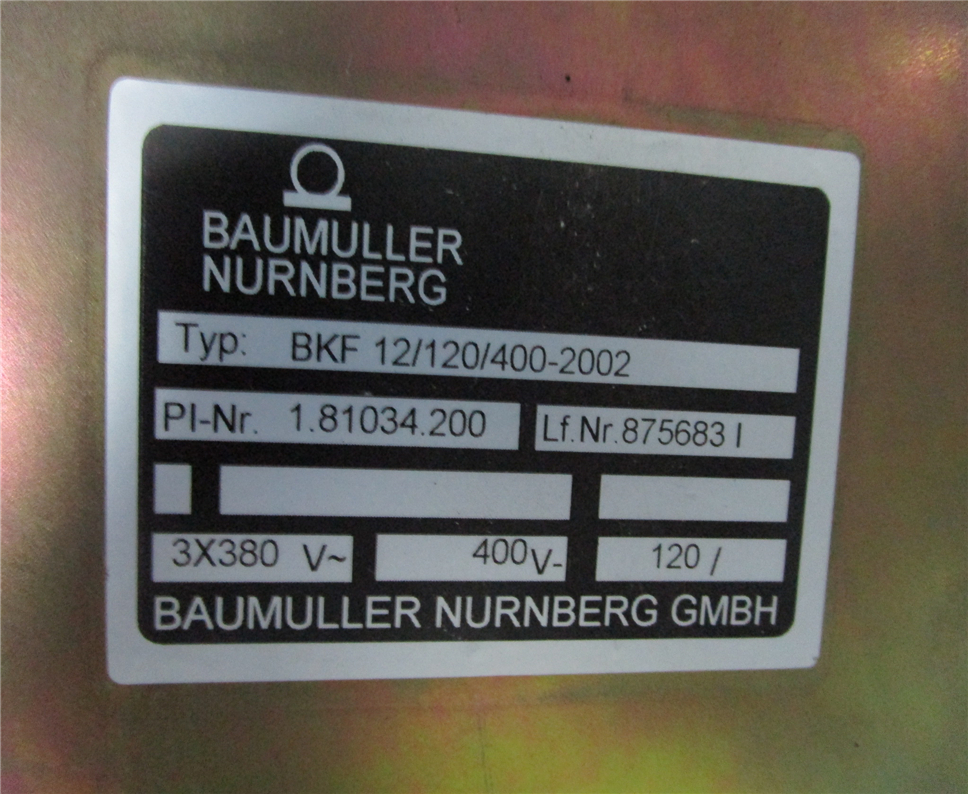 BAUMULLER
NURNBERG
Typ: BKF 12/120/400-2002
PI-Nr. 1.81034.200 Lf.Nr.875683 I
3X380 V~ 400V- 120 /
BAUMULLER NURNBERG GMBH